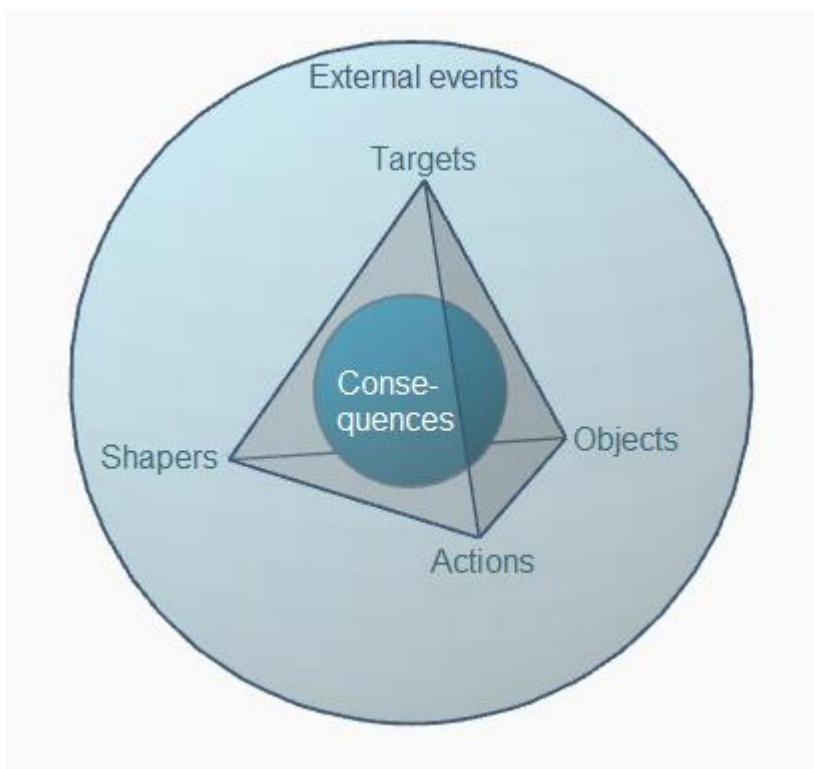 External events
Targets
Conse-
quences
Shapers
Objects
Actions